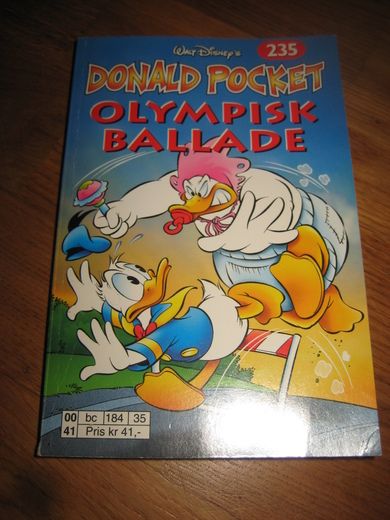 WALT DISNEY'S
235
DONALD POCKET
OLYMPISK
BALLADE
00 bc 184 35
41 Pris kr 41,-